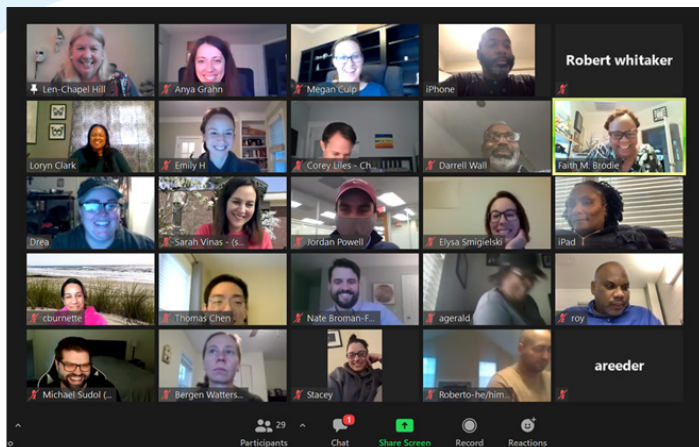 Len-Chapel Hill
Anya Grahn
Megan Culp
iPhone
Robert whitaker
Loryn Clark
Emily H
Corey Liles - Ch...
Darrell Wall
Faith M. Brodie
Drea
Sarah Vinas - (s...
Jordan Powell
Elysa Smigielski
iPad
cburnette
Thomas Chen
Nate Broman-F...
agerald
roy
Michael Sudol (...
Bergen Watters...
Stacey
Roberto-he/him...
areeder
o
29
Participants
1
Chat
Share Screen
Record
Reactions